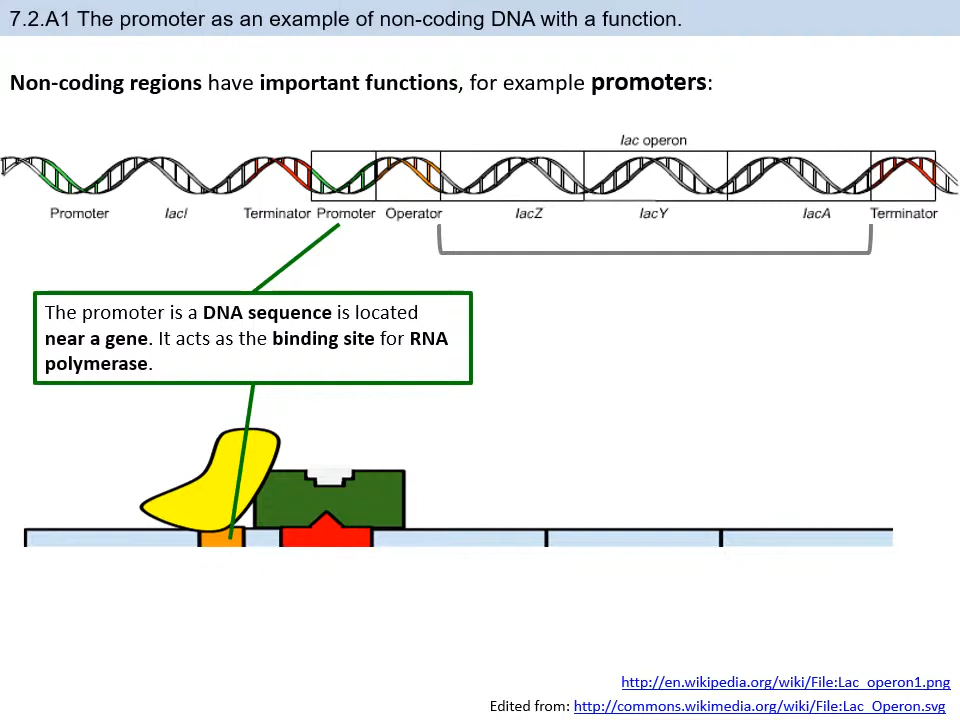 7.2.A1 The promoter as an example of non-coding DNA with a function.
Non-coding regions have important functions, for example promoters:
lac operon
Promoter lacI Terminator Promoter Operator lacZ lacY lacA Terminator
The promoter is a DNA sequence is located
near a gene. It acts as the binding site for RNA
polymerase.
http://en.wikipedia.org/wiki/File:Lac_operon1.png
Edited from: http://commons.wikimedia.org/wiki/File:Lac_Operon.svg